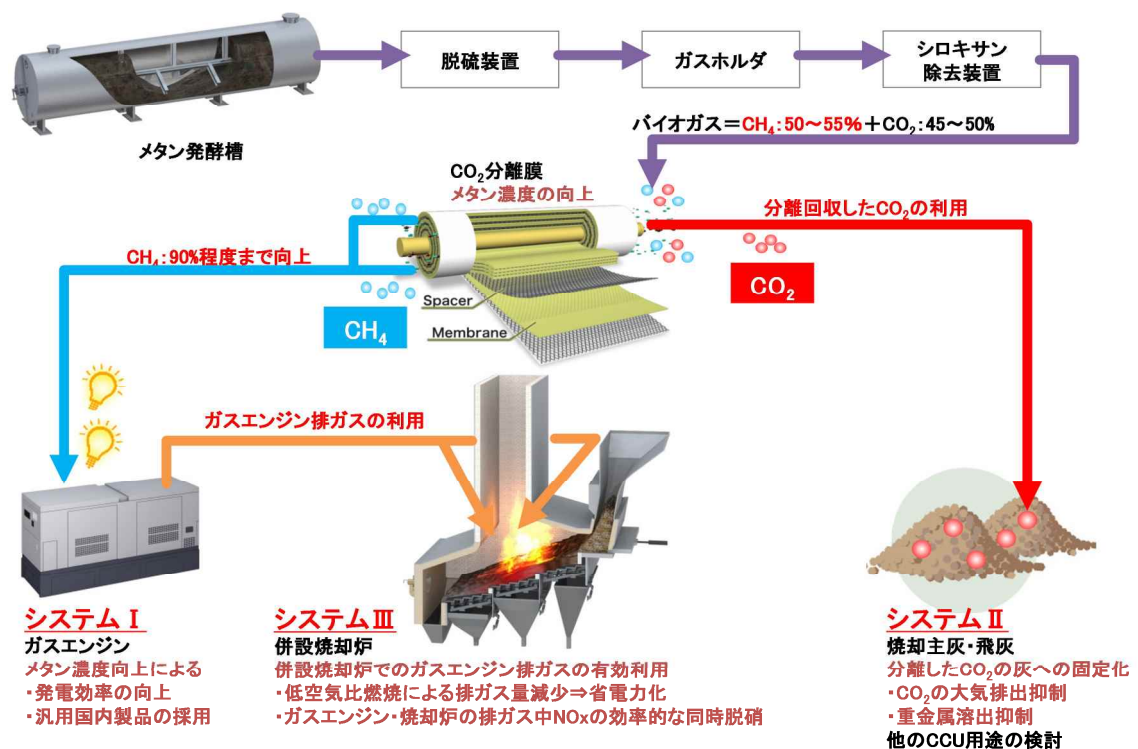 脱硫装置
ガスホルダ
シロキサン
除去装置
メタン発酵槽
バイオガス＝CH₄：50～55%＋CO₂：45～50%
CO₂分離膜
メタン濃度の向上
分離回収したCO₂の利用
CH₄：90%程度まで向上
CO₂
Spacer
CH₄
Membrane
ガスエンジン排ガスの利用
システムⅠ
ガスエンジン
メタン濃度向上による
・発電効率の向上
・汎用国内製品の採用
システムⅢ
併設焼却炉
併設焼却炉でのガスエンジン排ガスの有効利用
・低空気比燃焼による排ガス量減少⇒省電力化
・ガスエンジン・焼却炉の排ガス中NOxの効率的な同時脱硝
システムⅡ
焼却主灰・飛灰
分離したCO₂の灰への固定化
・CO₂の大気排出抑制
・重金属溶出抑制
他のCCU用途の検討